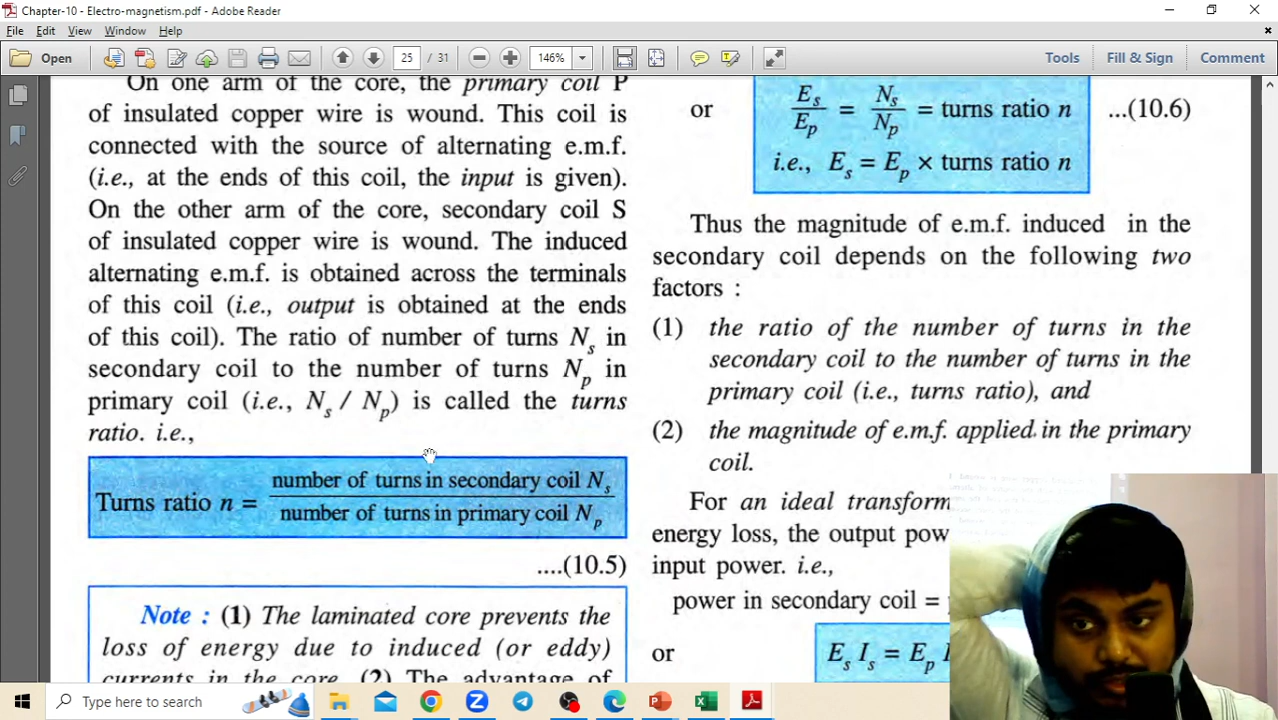 Chapter-10 - Electro-magnetism.pdf - Adobe Reader
File Edit View Window Help
Open 25 / 31 146% Tools Fill & Sign Comment
On one arm of the core, the primary coil P
of insulated copper wire is wound. This coil is
connected with the source of alternating e.m.f.
(i.e., at the ends of this coil, the input is given).
On the other arm of the core, secondary coil S
of insulated copper wire is wound. The induced
alternating e.m.f. is obtained across the terminals
of this coil (i.e., output is obtained at the ends
of this coil). The ratio of number of turns Ns in
secondary coil to the number of turns Np in
primary coil (i.e., Ns / Np) is called the turns
ratio. i.e.,
Turns ratio n = number of turns in secondary coil Ns
number of turns in primary coil Np
....(10.5)
Note : (1) The laminated core prevents the
loss of energy due to induced (or eddy)
currents in the core. (2) The advantage of
or Es/Ep = Ns/Np = turns ratio n ...(10.6)
i.e., Es = Ep × turns ratio n
Thus the magnitude of e.m.f. induced in the
secondary coil depends on the following two
factors :
(1) the ratio of the number of turns in the
secondary coil to the number of turns in the
primary coil (i.e., turns ratio), and
(2) the magnitude of e.m.f. applied in the primary
coil.
For an ideal transform
energy loss, the output pow
input power. i.e.,
power in secondary coil =
or Es Is = Ep
Type here to search